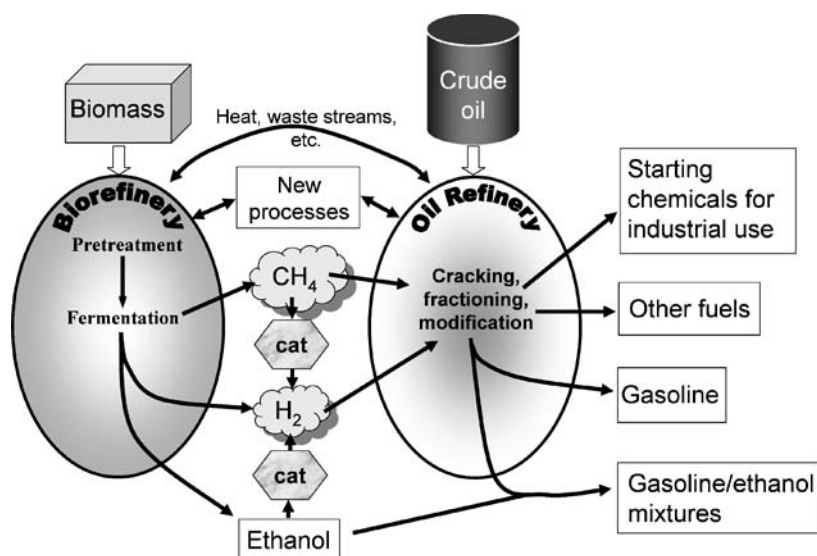 Biomass
Crude
oil
Heat, waste streams,
etc.
Biorefinery
New
processes
Oil Refinery
Starting
chemicals for
industrial use
Pretreatment
CH₄
Cracking,
fractioning,
modification
Fermentation
Other fuels
cat
Gasoline
H₂
cat
Gasoline/ethanol
mixtures
Ethanol